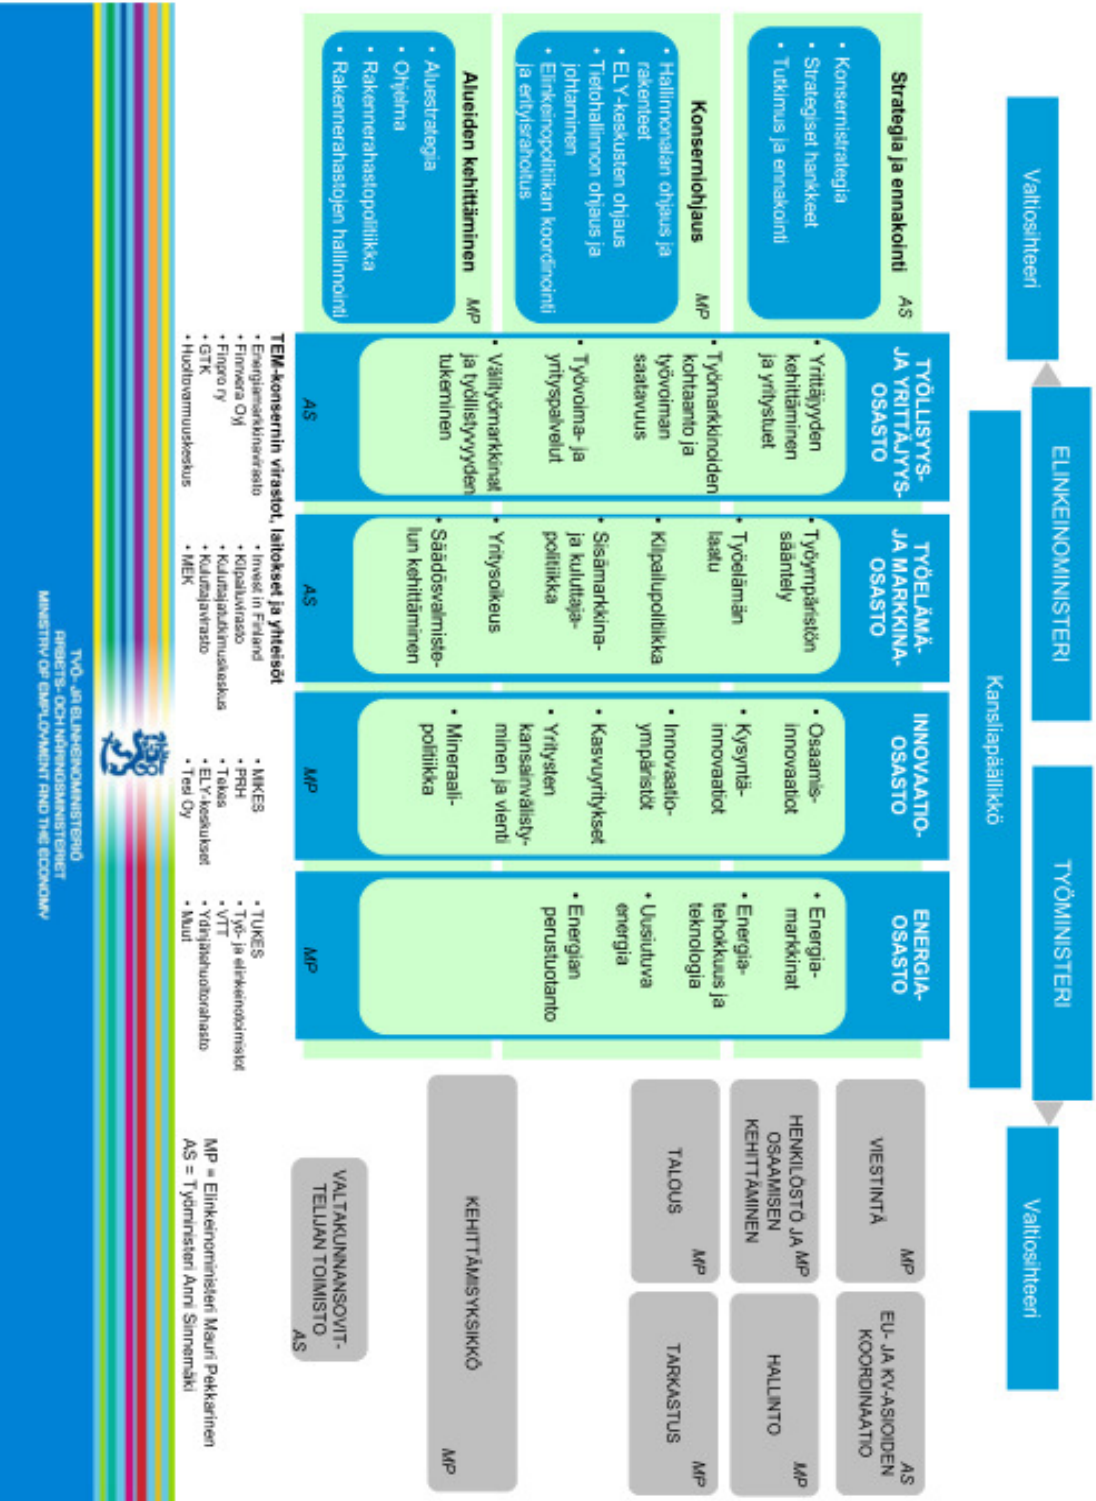 Valtiosihteeri
ELINKEINOMINISTERI
TYÖMINISTERI
Valtiosihteeri
Kansliapäällikkö
Strategia ja ennakointi
AS
• Konsernistrategia
• Strategiset hankkeet
• Tutkimus ja ennakointi
Konserniohjaus
MP
• Hallinnonalan ohjaus ja
rakenteet
• ELY-keskusten ohjaus
• Tietohallinnon ohjaus ja
johtaminen
• Elinkeinopolitiikan koordinointi
ja erityisrahoitus
Alueiden kehittäminen
MP
• Aluestrategia
• Ohjelma
• Rakennerahastopolitiikka
• Rakennerahastojen hallinnointi
TYÖLLISYYS-
JA YRITTÄJYYS-
OSASTO
• Yrittäjyyden
kehittäminen
ja yritystuet
• Työmarkkinoiden
kohtaanto ja
työvoiman
saatavuus
• Työvoima- ja
yrityspalvelut
• Välityömarkkinat
ja työllistyvyyden
tukeminen
AS
TYÖELÄMÄ-
JA MARKKINA-
OSASTO
• Työympäristön
sääntely
• Työelämän
laatu
• Kilpailupolitiikka
• Sisämarkkina-
ja kuluttaja-
politiikka
• Yritysoikeus
• Säädösvalmiste-
lun kehittäminen
AS
INNOVAATIO-
OSASTO
• Osaamis-
innovaatiot
• Kysyntä-
innovaatiot
• Innovaatio-
ympäristöt
• Kasvuyritykset
• Yritysten
kansainvälisty-
minen ja vienti
• Mineraali-
politiikka
MP
ENERGIA-
OSASTO
• Energia-
markkinat
• Energia-
tehokkuus ja
teknologia
• Uusiutuva
energia
• Energian
perustuotanto
MP
VIESTINTÄ
MP
EU- JA KV-ASIOIDEN
KOORDINAATIO
AS
HENKILÖSTÖ JA
OSAAMISEN
KEHITTÄMINEN
MP
HALLINTO
MP
TALOUS
MP
TARKASTUS
MP
KEHITTÄMISYKSIKKÖ
MP
VALTAKUNNANSOVIT-
TELIJAN TOIMISTO
AS
TEM-konsernin virastot, laitokset ja yhteisöt
• Energiamarkkinavirasto
• Finnvera Oyj
• Finpro ry
• GTK
• Huoltovarmuuskeskus
• Invest in Finland
• Kilpailuvirasto
• Kuluttajatutkimuskeskus
• Kuluttajavirasto
• MEK
• MIKES
• PRH
• Tekes
• ELY-keskukset
• Tesi Oy
• TUKES
• Työ- ja elinkeinotoimistot
• VTT
• Ydinjätehuoltorahasto
• Muut
MP = Elinkeinoministeri Mauri Pekkarinen
AS = Työministeri Anni Sinnemäki
TYÖ- JA ELINKEINOMINISTERIÖ
ARBETS- OCH NÄRINGSMINISTERIET
MINISTRY OF EMPLOYMENT AND THE ECONOMY